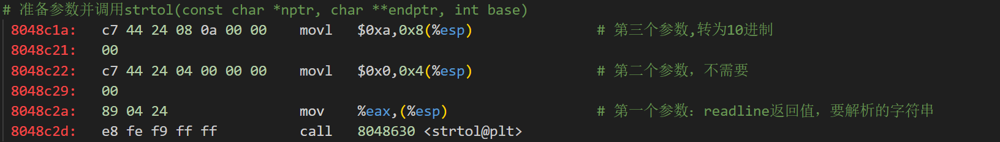 # 准备参数并调用strtol(const char *nptr, char **endptr, int base)
8048c1a: c7 44 24 08 0a 00 00 movl $0xa,0x8(%esp) # 第三个参数,转为10进制
8048c21: 00
8048c22: c7 44 24 04 00 00 00 movl $0x0,0x4(%esp) # 第二个参数，不需要
8048c29: 00
8048c2a: 89 04 24 mov %eax,(%esp) # 第一个参数：readline返回值，要解析的字符串
8048c2d: e8 fe f9 ff ff call 8048630 <strtol@plt>